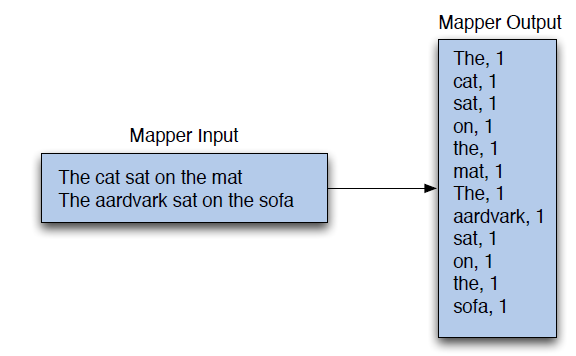 Mapper Output
The, 1
cat, 1
sat, 1
on, 1
the, 1
mat, 1
The, 1
aardvark, 1
sat, 1
on, 1
the, 1
sofa, 1
Mapper Input
The cat sat on the mat
The aardvark sat on the sofa